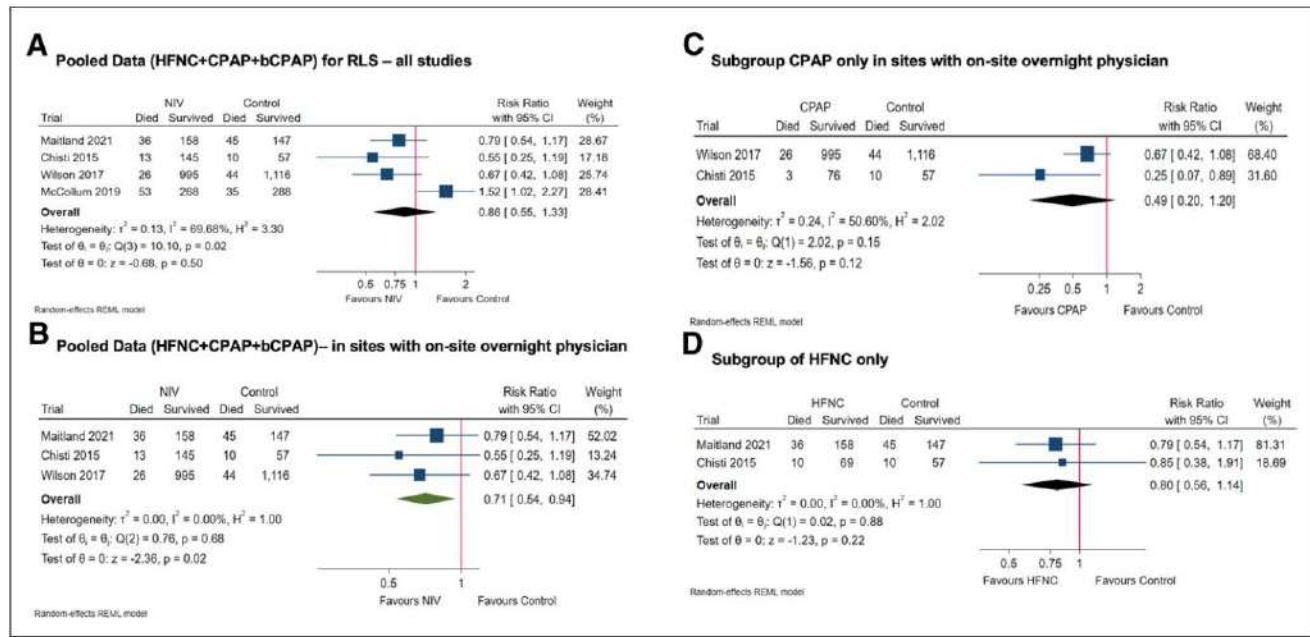 A Pooled Data (HFNC+CPAP+bCPAP) for RLS – all studies
NIV Control Risk Ratio Weight
Trial Died Survived Died Survived with 95% CI (%)
Maitland 2021 36 158 45 147 0.79 [ 0.54, 1.17] 28.67
Chisti 2015 13 145 10 57 0.55 [ 0.25, 1.19] 17.18
Wilson 2017 26 995 44 1,116 0.67 [ 0.42, 1.08] 25.74
McCollum 2019 53 268 35 288 1.52 [ 1.02, 2.27] 28.41
Overall 0.86 [ 0.55, 1.33]
Heterogeneity: τ² = 0.13, I² = 69.68%, H² = 3.30
Test of θᵢ = θⱼ: Q(3) = 10.10, p = 0.02
Test of θ = 0: z = -0.68, p = 0.50
0.5 0.75 1 2
Favours NIV Favours Control
Random-effects REML model
B Pooled Data (HFNC+CPAP+bCPAP)– in sites with on-site overnight physician
NIV Control Risk Ratio Weight
Trial Died Survived Died Survived with 95% CI (%)
Maitland 2021 36 158 45 147 0.79 [ 0.54, 1.17] 52.02
Chisti 2015 13 145 10 57 0.55 [ 0.25, 1.19] 13.24
Wilson 2017 26 995 44 1,116 0.67 [ 0.42, 1.08] 34.74
Overall 0.71 [ 0.54, 0.94]
Heterogeneity: τ² = 0.00, I² = 0.00%, H² = 1.00
Test of θᵢ = θⱼ: Q(2) = 0.76, p = 0.68
Test of θ = 0: z = -2.36, p = 0.02
0.5 1
Favours NIV Favours Control
Random-effects REML model
C Subgroup CPAP only in sites with on-site overnight physician
CPAP Control Risk Ratio Weight
Trial Died Survived Died Survived with 95% CI (%)
Wilson 2017 26 995 44 1,116 0.67 [ 0.42, 1.08] 68.40
Chisti 2015 3 76 10 57 0.25 [ 0.07, 0.89] 31.60
Overall 0.49 [ 0.20, 1.20]
Heterogeneity: τ² = 0.24, I² = 50.60%, H² = 2.02
Test of θᵢ = θⱼ: Q(1) = 2.02, p = 0.15
Test of θ = 0: z = -1.56, p = 0.12
0.25 0.5 1 2
Favours CPAP Favours Control
Random-effects REML model
D Subgroup of HFNC only
HFNC Control Risk Ratio Weight
Trial Died Survived Died Survived with 95% CI (%)
Maitland 2021 36 158 45 147 0.79 [ 0.54, 1.17] 81.31
Chisti 2015 10 69 10 57 0.85 [ 0.38, 1.91] 18.69
Overall 0.80 [ 0.56, 1.14]
Heterogeneity: τ² = 0.00, I² = 0.00%, H² = 1.00
Test of θᵢ = θⱼ: Q(1) = 0.02, p = 0.88
Test of θ = 0: z = -1.23, p = 0.22
0.5 0.75 1
Favours HFNC Favours Control
Random-effects REML model